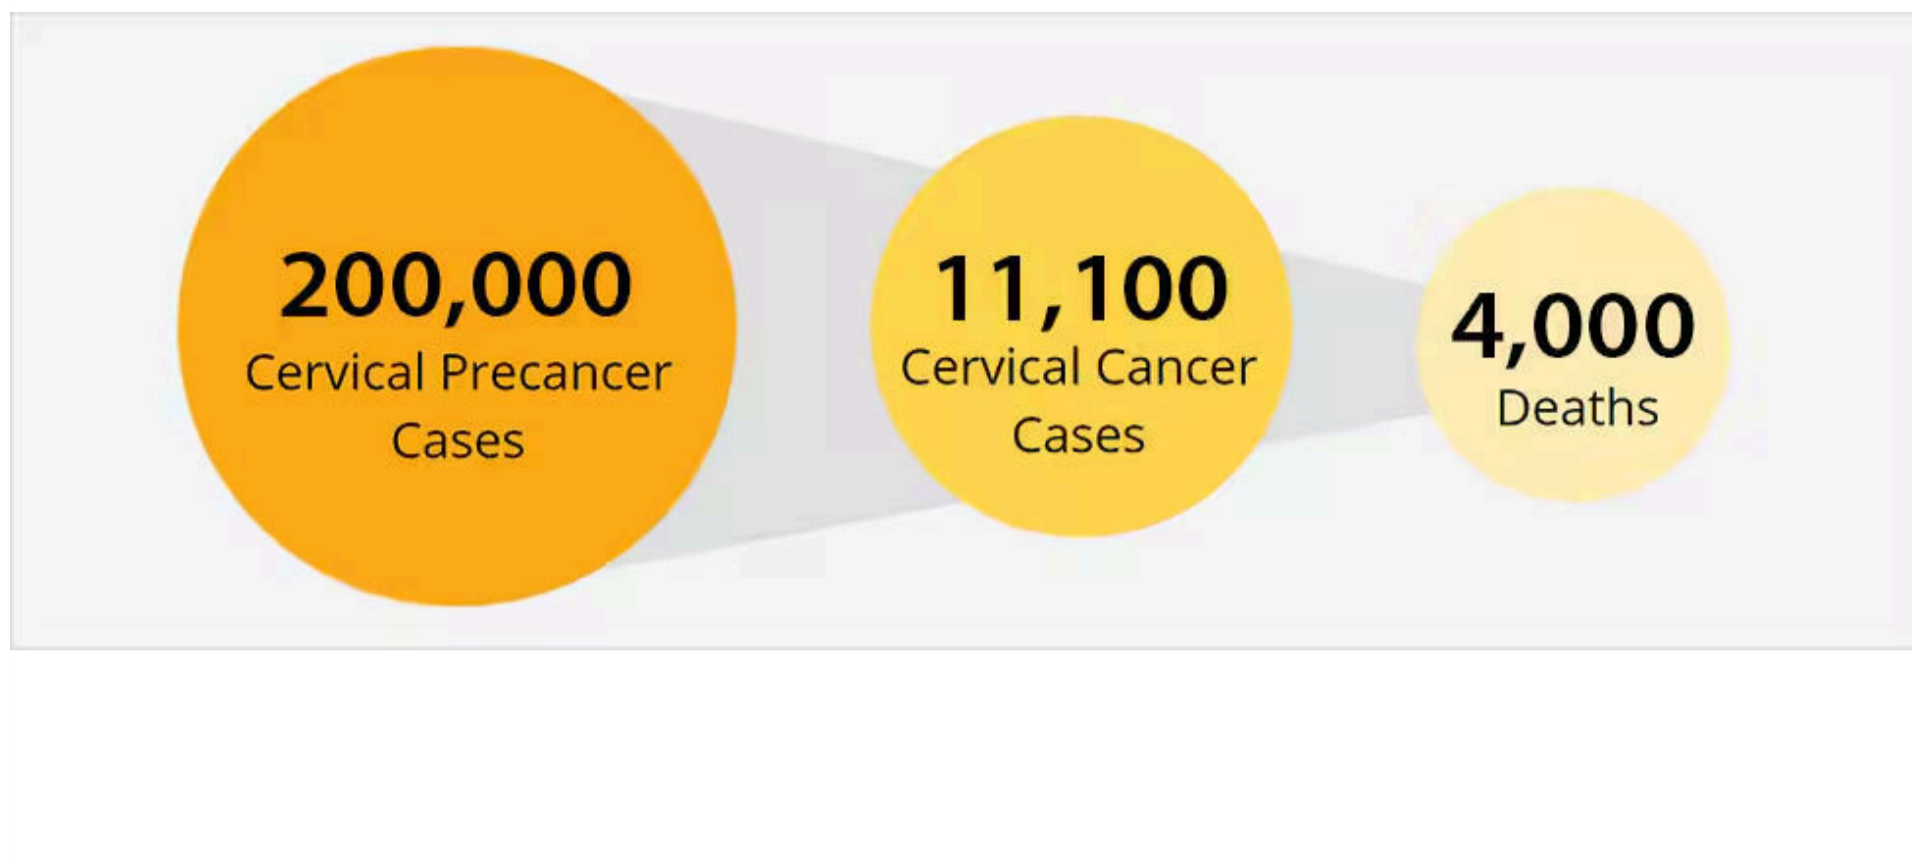 200,000
Cervical Precancer
Cases
11,100
Cervical Cancer
Cases
4,000
Deaths